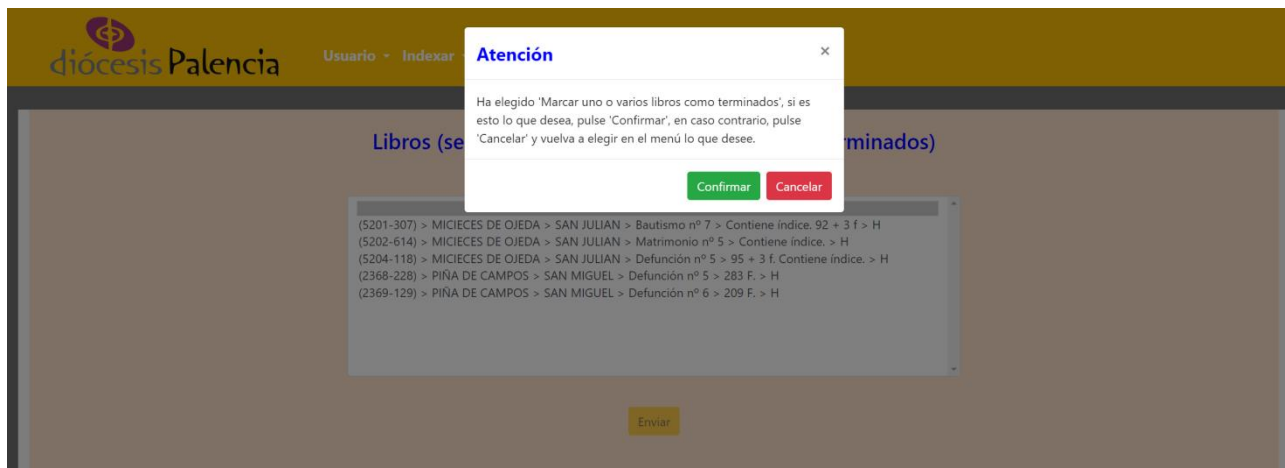 diócesis Palencia
Usuario
Indexar
Atención
×
Ha elegido 'Marcar uno o varios libros como terminados', si es
esto lo que desea, pulse 'Confirmar', en caso contrario, pulse
'Cancelar' y vuelva a elegir en el menú lo que desee.
Confirmar
Cancelar
Libros (se
rminados)
(5201-307) > MICIECES DE OJEDA > SAN JULIAN > Bautismo nº 7 > Contiene índice. 92 + 3 f > H
(5202-614) > MICIECES DE OJEDA > SAN JULIAN > Matrimonio nº 5 > Contiene índice. > H
(5204-118) > MICIECES DE OJEDA > SAN JULIAN > Defunción nº 5 > 95 + 3 f. Contiene índice. > H
(2368-228) > PIÑA DE CAMPOS > SAN MIGUEL > Defunción nº 5 > 283 F. > H
(2369-129) > PIÑA DE CAMPOS > SAN MIGUEL > Defunción nº 6 > 209 F. > H
Enviar